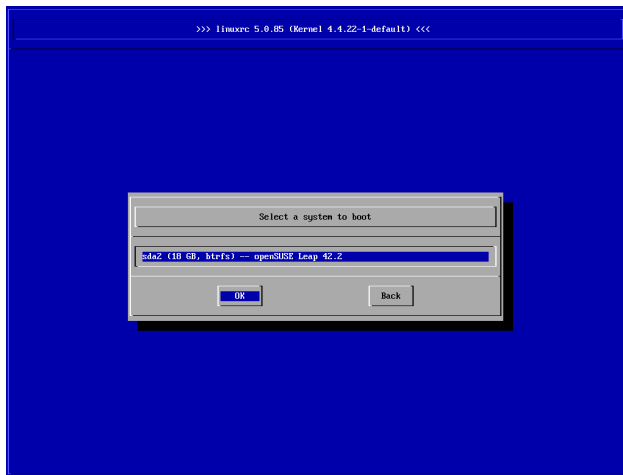 >>> linuxrc 5.0.85 (Kernel 4.4.22-1-default) <<<
Select a system to boot
sda2 (18 GB, btrfs) -- openSUSE Leap 42.2
OK
Back